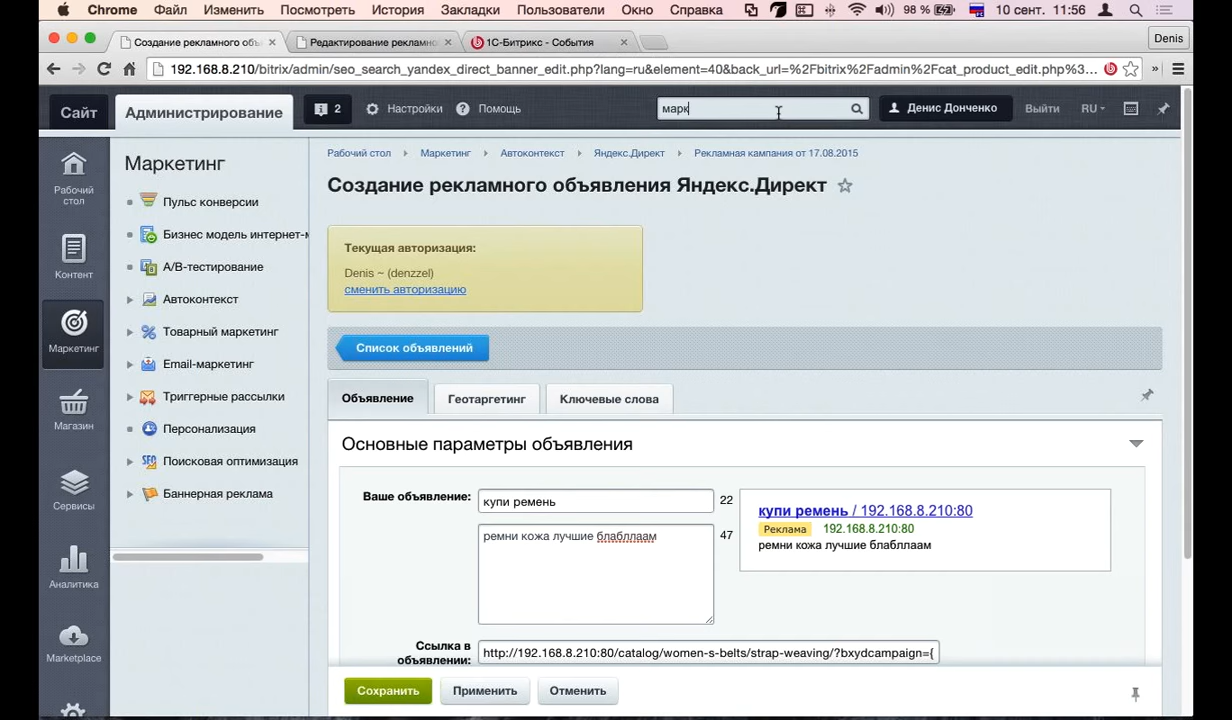 Chrome Файл Изменить Посмотреть История Закладки Пользователи Окно Справка 98 % 10 сент. 11:56
Создание рекламного объ Редактирование рекламно 1С-Битрикс - События Denis
192.168.8.210/bitrix/admin/seo_search_yandex_direct_banner_edit.php?lang=ru&element=40&back_url=%2Fbitrix%2Fadmin%2Fcat_product_edit.php%3...
Сайт Администрирование 2 Настройки Помощь марк Денис Донченко Выйти RU
Рабочий стол Маркетинг Автоконтекст Яндекс.Директ Рекламная кампания от 17.08.2015
Создание рекламного объявления Яндекс.Директ
Текущая авторизация:
Denis ~ (denzzel)
сменить авторизацию
Список объявлений
Объявление Геотаргетинг Ключевые слова
Основные параметры объявления
Ваше объявление: купи ремень 22
ремни кожа лучшие блабллаам 47
купи ремень / 192.168.8.210:80
Реклама 192.168.8.210:80
ремни кожа лучшие блабллаам
Ссылка в
объявлении: http://192.168.8.210:80/catalog/women-s-belts/strap-weaving/?bxydcampaign={
Сохранить Применить Отменить
Рабочий
стол
Контент
Маркетинг
Магазин
Сервисы
Аналитика
Marketplace
Маркетинг
Пульс конверсии
Бизнес модель интернет-м
A/B-тестирование
Автоконтекст
Товарный маркетинг
Email-маркетинг
Триггерные рассылки
Персонализация
SEO Поисковая оптимизация
Баннерная реклама